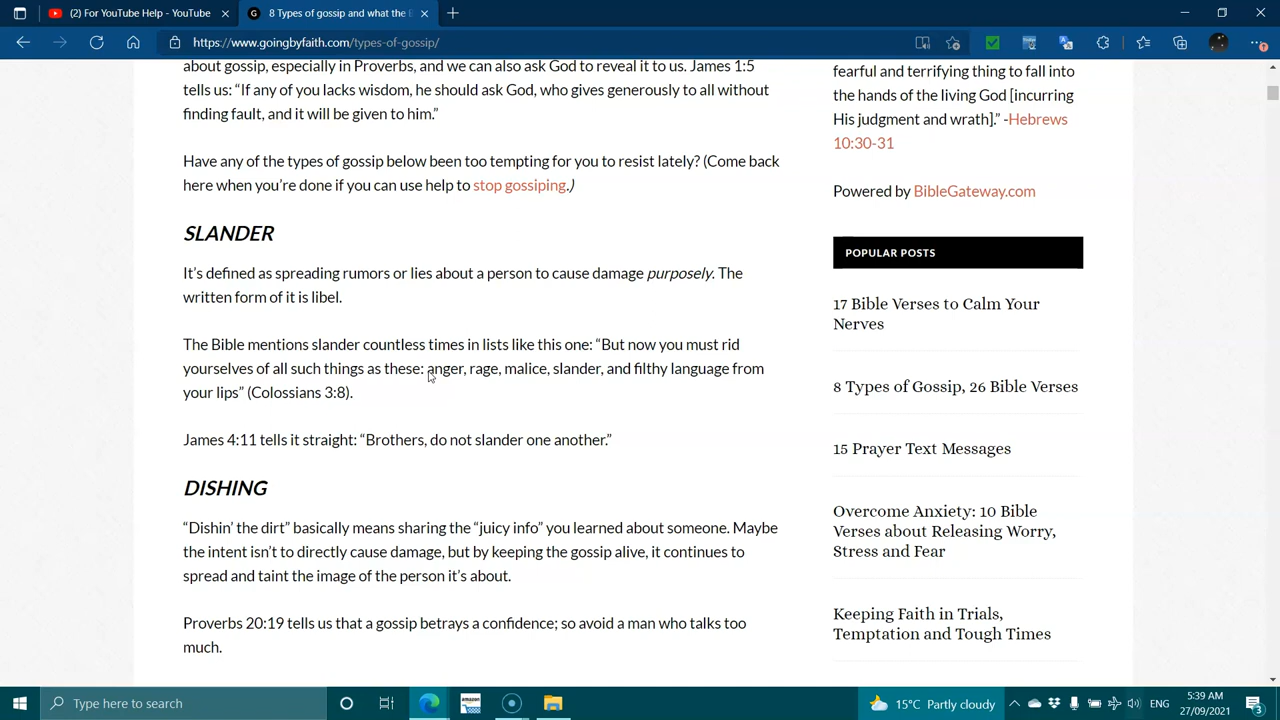 (2) For YouTube Help - YouTube
8 Types of gossip and what the B
https://www.goingbyfaith.com/types-of-gossip/
about gossip, especially in Proverbs, and we can also ask God to reveal it to us. James 1:5
tells us: “If any of you lacks wisdom, he should ask God, who gives generously to all without
finding fault, and it will be given to him.”
Have any of the types of gossip below been too tempting for you to resist lately? (Come back
here when you’re done if you can use help to stop gossiping.)
SLANDER
It’s defined as spreading rumors or lies about a person to cause damage purposely. The
written form of it is libel.
The Bible mentions slander countless times in lists like this one: “But now you must rid
yourselves of all such things as these: anger, rage, malice, slander, and filthy language from
your lips” (Colossians 3:8).
James 4:11 tells it straight: “Brothers, do not slander one another.”
DISHING
“Dishin’ the dirt” basically means sharing the “juicy info” you learned about someone. Maybe
the intent isn’t to directly cause damage, but by keeping the gossip alive, it continues to
spread and taint the image of the person it’s about.
Proverbs 20:19 tells us that a gossip betrays a confidence; so avoid a man who talks too
much.
fearful and terrifying thing to fall into
the hands of the living God [incurring
His judgment and wrath].” -Hebrews
10:30-31
Powered by BibleGateway.com
POPULAR POSTS
17 Bible Verses to Calm Your
Nerves
8 Types of Gossip, 26 Bible Verses
15 Prayer Text Messages
Overcome Anxiety: 10 Bible
Verses about Releasing Worry,
Stress and Fear
Keeping Faith in Trials,
Temptation and Tough Times
Type here to search
amazon
15°C Partly cloudy
ENG
5:39 AM
27/09/2021
3